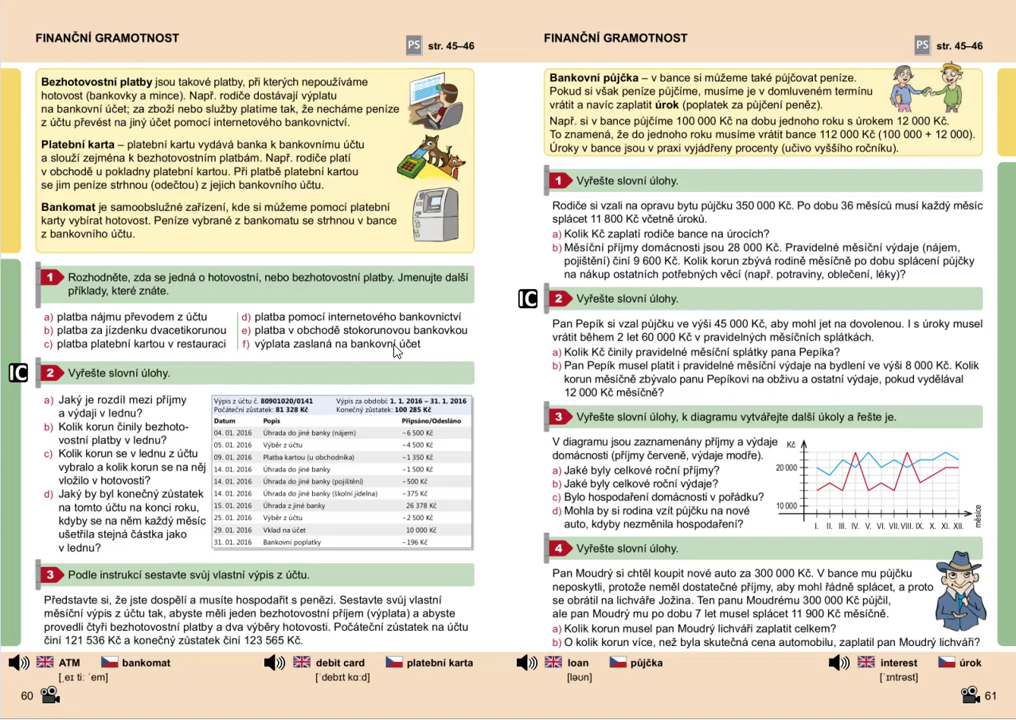 FINANČNÍ GRAMOTNOST
PS str. 45–46
Bezhotovostní platby jsou takové platby, při kterých nepoužíváme
hotovost (bankovky a mince). Např. rodiče dostávají výplatu
na bankovní účet; za zboží nebo služby platíme tak, že necháme peníze
z účtu převést na jiný účet pomocí internetového bankovnictví.
Platební karta – platební kartu vydává banka k bankovnímu účtu
a slouží zejména k bezhotovostním platbám. Např. rodiče platí
v obchodě u pokladny platební kartou. Při platbě platební kartou
se jim peníze strhnou (odečtou) z jejich bankovního účtu.
Bankomat je samoobslužné zařízení, kde si můžeme pomocí platební
karty vybírat hotovost. Peníze vybrané z bankomatu se strhnou v bance
z bankovního účtu.
1 Rozhodněte, zda se jedná o hotovostní, nebo bezhotovostní platby. Jmenujte další
příklady, které znáte.
a) platba nájmu převodem z účtu
b) platba za jízdenku dvacetikorunou
c) platba platební kartou v restauraci
d) platba pomocí internetového bankovnictví
e) platba v obchodě stokorunovou bankovkou
f) výplata zaslaná na bankovní účet
IC
2 Vyřešte slovní úlohy.
a) Jaký je rozdíl mezi příjmy
a výdaji v lednu?
b) Kolik korun činily bezhoto-
vostní platby v lednu?
c) Kolik korun se v lednu z účtu
vybralo a kolik korun se na něj
vložilo v hotovosti?
d) Jaký by byl konečný zůstatek
na tomto účtu na konci roku,
kdyby se na něm každý měsíc
ušetřila stejná částka jako
v lednu?
Výpis z účtu č. 80901020/0141 Výpis za období: 1. 1. 2016 – 31. 1. 2016
Počáteční zůstatek: 81 328 Kč Konečný zůstatek: 100 285 Kč
Datum Popis Připsáno/Odesláno
04. 01. 2016 Úhrada do jiné banky (nájem) –6 500 Kč
05. 01. 2016 Výběr z účtu –4 500 Kč
09. 01. 2016 Platba kartou (u obchodníka) –1 350 Kč
14. 01. 2016 Úhrada do jiné banky –1 500 Kč
14. 01. 2016 Úhrada do jiné banky (pojištění) –500 Kč
14. 01. 2016 Úhrada do jiné banky (školní jídelna) –375 Kč
15. 01. 2016 Úhrada z jiné banky 26 378 Kč
25. 01. 2016 Výběr z účtu –2 500 Kč
29. 01. 2016 Vklad na účet 10 000 Kč
31. 01. 2016 Bankovní poplatky –196 Kč
3 Podle instrukcí sestavte svůj vlastní výpis z účtu.
Představte si, že jste dospělí a musíte hospodařit s penězi. Sestavte svůj vlastní
měsíční výpis z účtu tak, abyste měli jeden bezhotovostní příjem (výplata) a abyste
provedli čtyři bezhotovostní platby a dva výběry hotovosti. Počáteční zůstatek na účtu
činí 121 536 Kč a konečný zůstatek činí 123 565 Kč.
ATM bankomat debit card platební karta
[ˌeɪ tiː ˈem] [ˈdebɪt kɑːd]
60
FINANČNÍ GRAMOTNOST
PS str. 45–46
Bankovní půjčka – v bance si můžeme také půjčovat peníze.
Pokud si však peníze půjčíme, musíme je v domluveném termínu
vrátit a navíc zaplatit úrok (poplatek za půjčení peněz).
Např. si v bance půjčíme 100 000 Kč na dobu jednoho roku s úrokem 12 000 Kč.
To znamená, že do jednoho roku musíme vrátit bance 112 000 Kč (100 000 + 12 000).
Úroky v bance jsou v praxi vyjádřeny procenty (učivo vyššího ročníku).
1 Vyřešte slovní úlohy.
Rodiče si vzali na opravu bytu půjčku 350 000 Kč. Po dobu 36 měsíců musí každý měsíc
splácet 11 800 Kč včetně úroků.
a) Kolik Kč zaplatí rodiče bance na úrocích?
b) Měsíční příjmy domácnosti jsou 28 000 Kč. Pravidelné měsíční výdaje (nájem,
pojištění) činí 9 600 Kč. Kolik korun zbývá rodině měsíčně po dobu splácení půjčky
na nákup ostatních potřebných věcí (např. potraviny, oblečení, léky)?
IC
2 Vyřešte slovní úlohy.
Pan Pepík si vzal půjčku ve výši 45 000 Kč, aby mohl jet na dovolenou. I s úroky musel
vrátit během 2 let 60 000 Kč v pravidelných měsíčních splátkách.
a) Kolik Kč činily pravidelné měsíční splátky pana Pepíka?
b) Pan Pepík musel platit i pravidelné měsíční výdaje na bydlení ve výši 8 000 Kč. Kolik
korun měsíčně zbývalo panu Pepíkovi na obživu a ostatní výdaje, pokud vydělával
12 000 Kč měsíčně?
3 Vyřešte slovní úlohy, k diagramu vytvářejte další úkoly a řešte je.
V diagramu jsou zaznamenány příjmy a výdaje
domácnosti (příjmy červeně, výdaje modře).
a) Jaké byly celkové roční příjmy?
b) Jaké byly celkové roční výdaje?
c) Bylo hospodaření domácnosti v pořádku?
d) Mohla by si rodina vzít půjčku na nové
auto, kdyby nezměnila hospodaření?
Kč
20 000
10 000
I. II. III. IV. V. VI. VII. VIII. IX. X. XI. XII.
měsíce
4 Vyřešte slovní úlohy.
Pan Moudrý si chtěl koupit nové auto za 300 000 Kč. V bance mu půjčku
neposkytli, protože neměl dostatečné příjmy, aby mohl řádně splácet, a proto
se obrátil na lichváře Jožina. Ten panu Moudrému 300 000 Kč půjčil,
ale pan Moudrý mu po dobu 7 let musel splácet 11 900 Kč měsíčně.
a) Kolik korun musel pan Moudrý lichváři zaplatit celkem?
b) O kolik korun více, než byla skutečná cena automobilu, zaplatil pan Moudrý lichváři?
loan půjčka interest úrok
[ləʊn] [ˈɪntrəst]
61